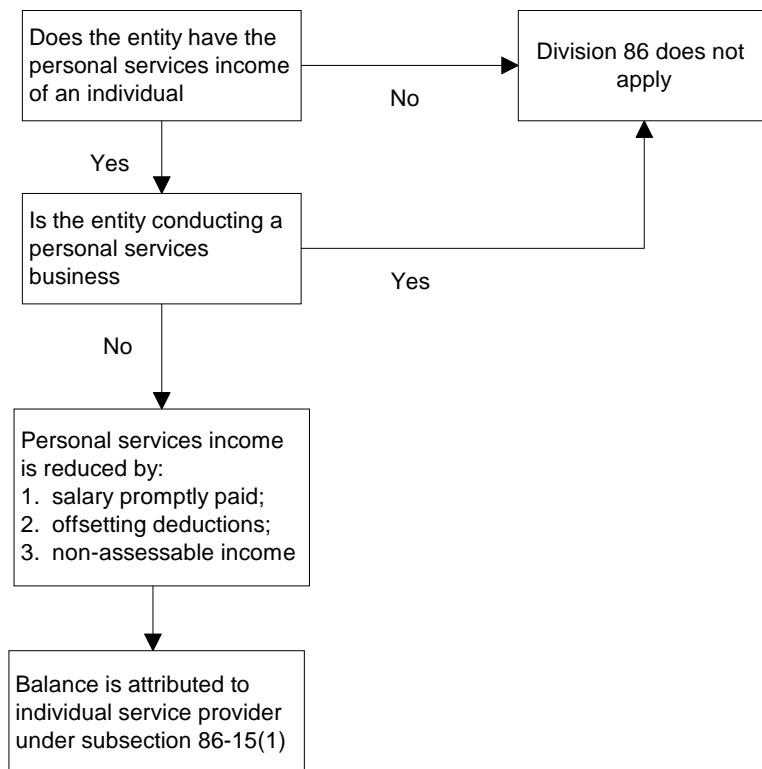 Does the entity have the
personal services income
of an individual
Division 86 does not
apply
No
Yes
Is the entity conducting a
personal services
business
Yes
No
Personal services income
is reduced by:
1. salary promptly paid;
2. offsetting deductions;
3. non-assessable income
Balance is attributed to
individual service provider
under subsection 86-15(1)